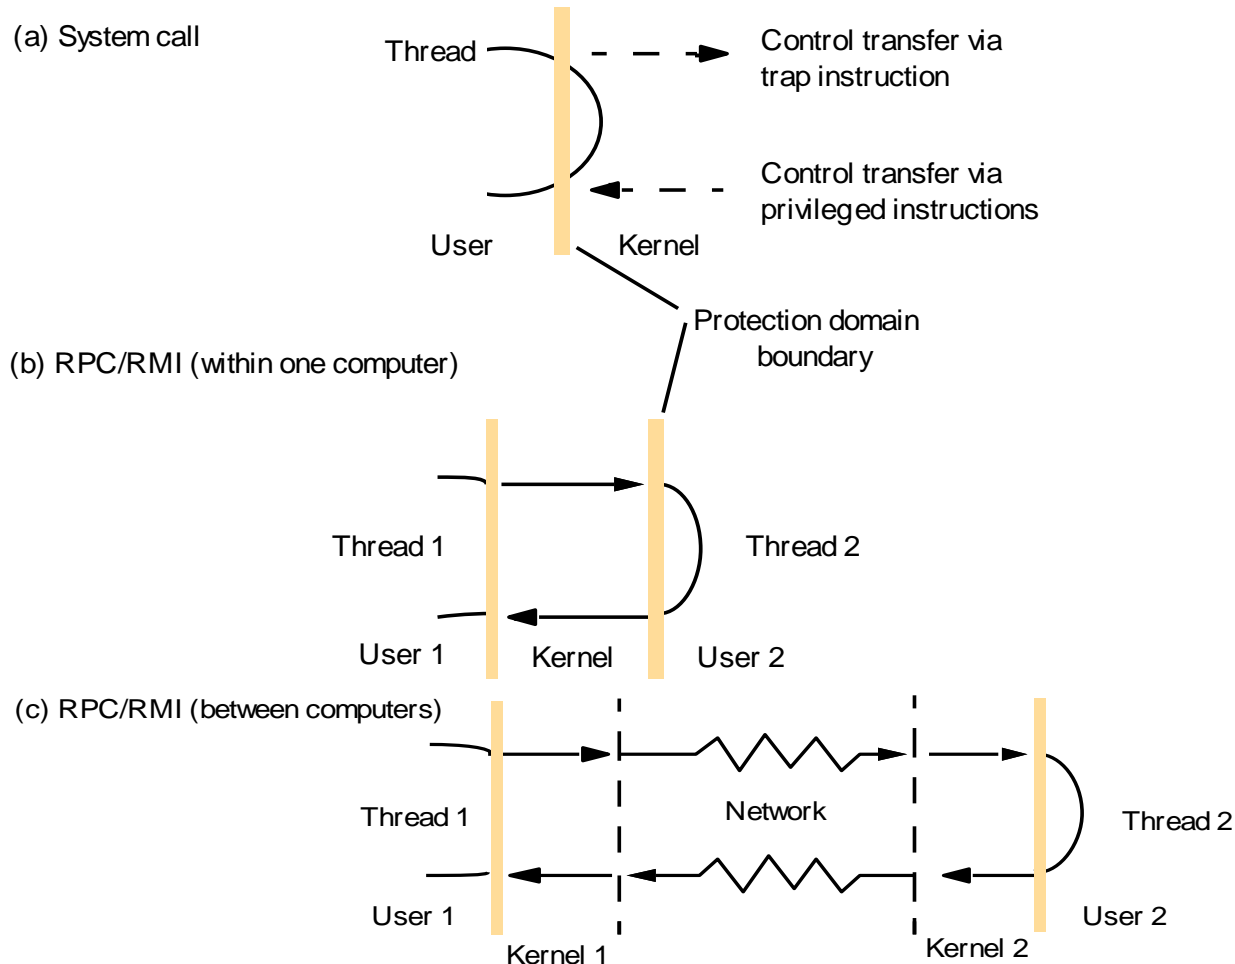 (a) System call
Thread
Control transfer via
trap instruction
Control transfer via
privileged instructions
User
Kernel
Protection domain
boundary
(b) RPC/RMI (within one computer)
Thread 1
Thread 2
User 1
Kernel
User 2
(c) RPC/RMI (between computers)
Thread 1
Network
Thread 2
User 1
User 2
Kernel 1
Kernel 2